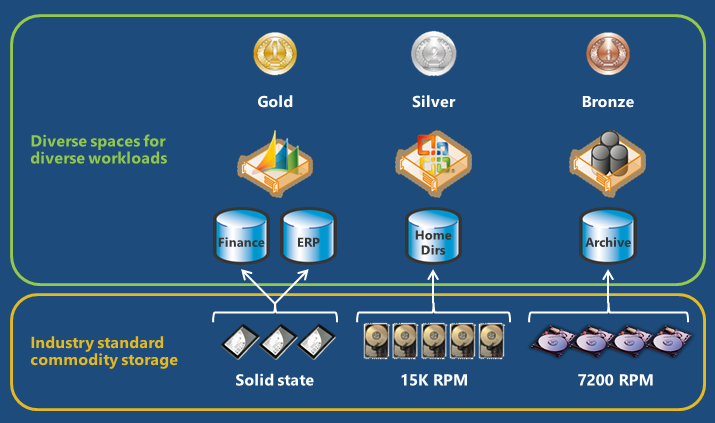 Gold
Silver
Bronze
Diverse spaces for
diverse workloads
Finance
ERP
Home
Dirs
Archive
Industry standard
commodity storage
Solid state
15K RPM
7200 RPM